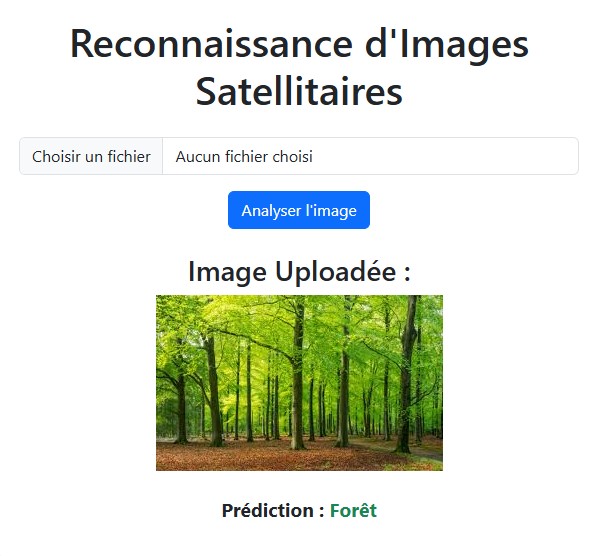 Reconnaissance d'Images
Satellitaires
Choisir un fichier Aucun fichier choisi
Analyser l'image
Image Uploadée :
Prédiction : Forêt